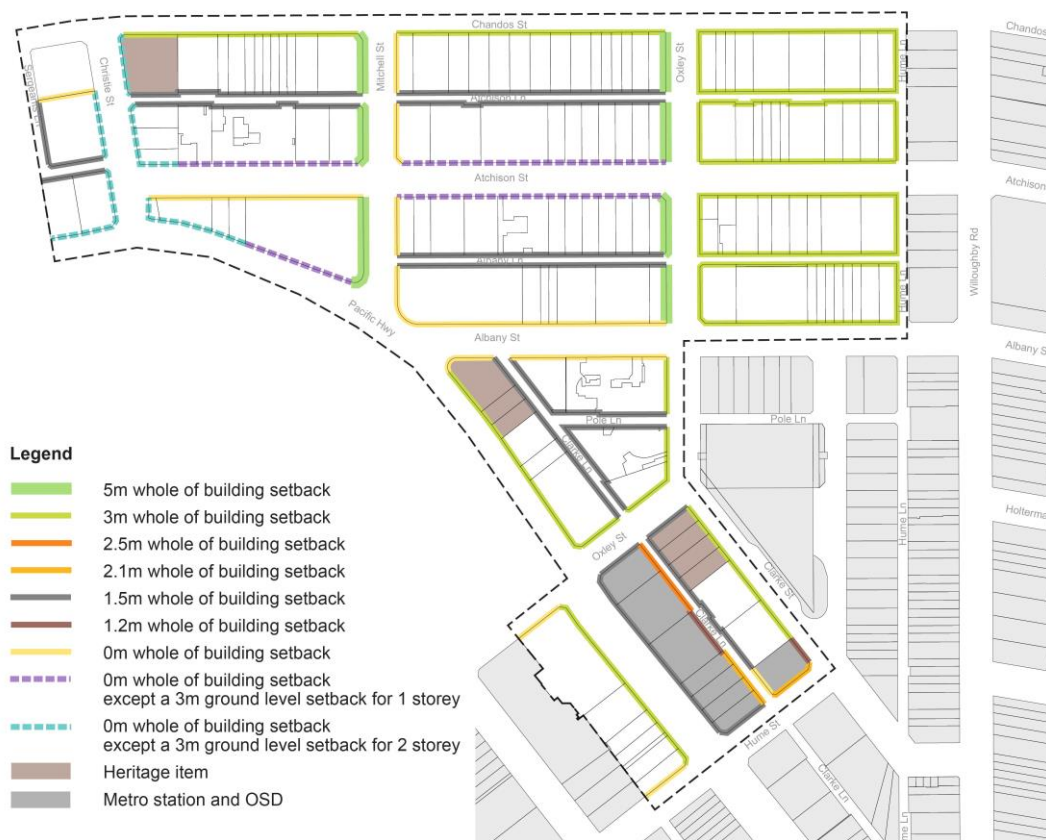 Chandos St
Chandos
Sergeants Ln
Christie St
Mitchell St
Oxley St
Hume Ln
Atchison Ln
Atchison St
Atchison
Willoughby Rd
Albany Ln
Hume Ln
Pacific Hwy
Albany St
Albany S
Pole Ln
Pole Ln
Clarke Ln
Hume Ln
Holterma
Oxley St
Clarke St
Clarke Ln
Hume St
Clarke Ln
me Ln
Legend
5m whole of building setback
3m whole of building setback
2.5m whole of building setback
2.1m whole of building setback
1.5m whole of building setback
1.2m whole of building setback
0m whole of building setback
0m whole of building setback
except a 3m ground level setback for 1 storey
0m whole of building setback
except a 3m ground level setback for 2 storey
Heritage item
Metro station and OSD